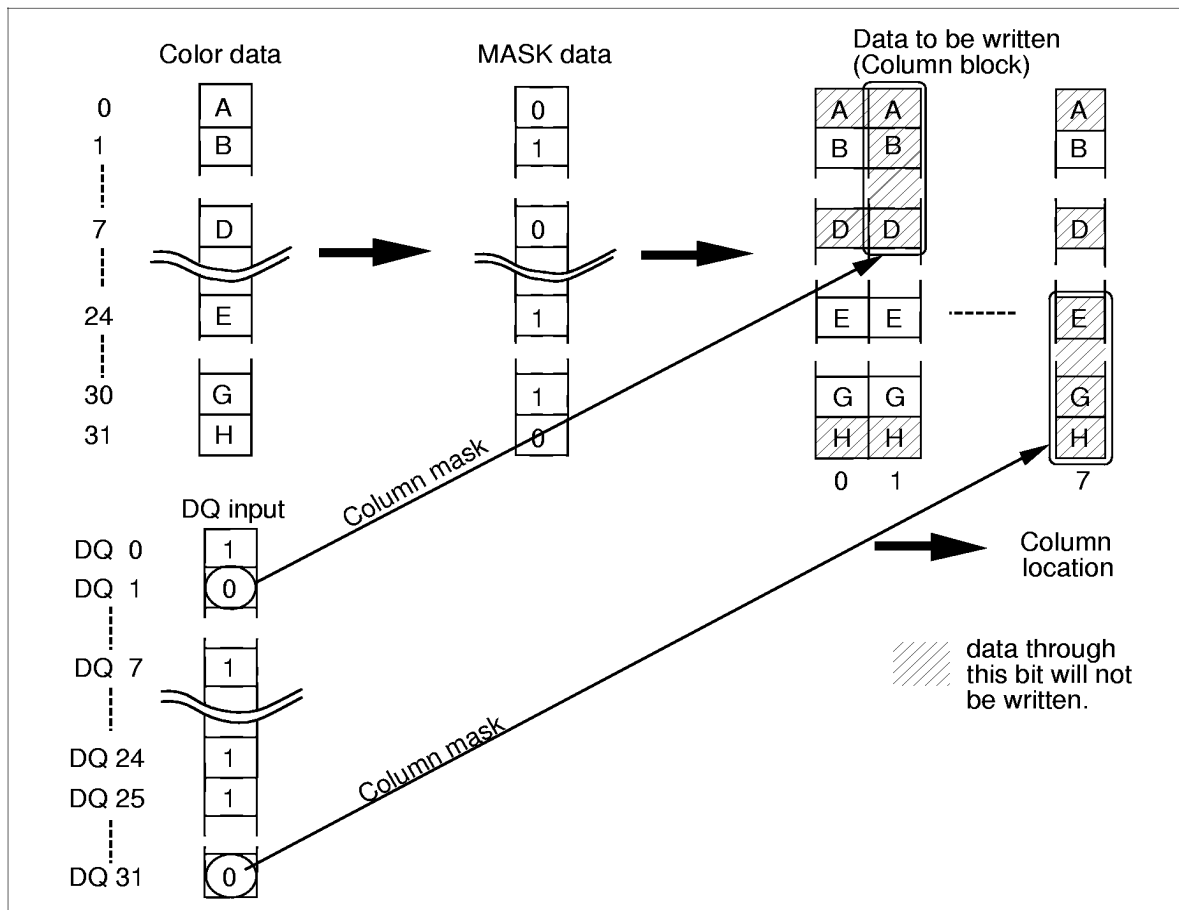 Color data
MASK data
Data to be written
(Column block)
0 A 0 A A A
1 B 1 B B B
7 D 0 D D D
24 E 1 E E E
30 G 1 G G G
31 H 0 H H H
0 1 7
Column mask
DQ input
DQ 0 1
DQ 1 0
Column
location
DQ 7 1
data through
this bit will not
be written.
Column mask
DQ 24 1
DQ 25 1
DQ 31 0